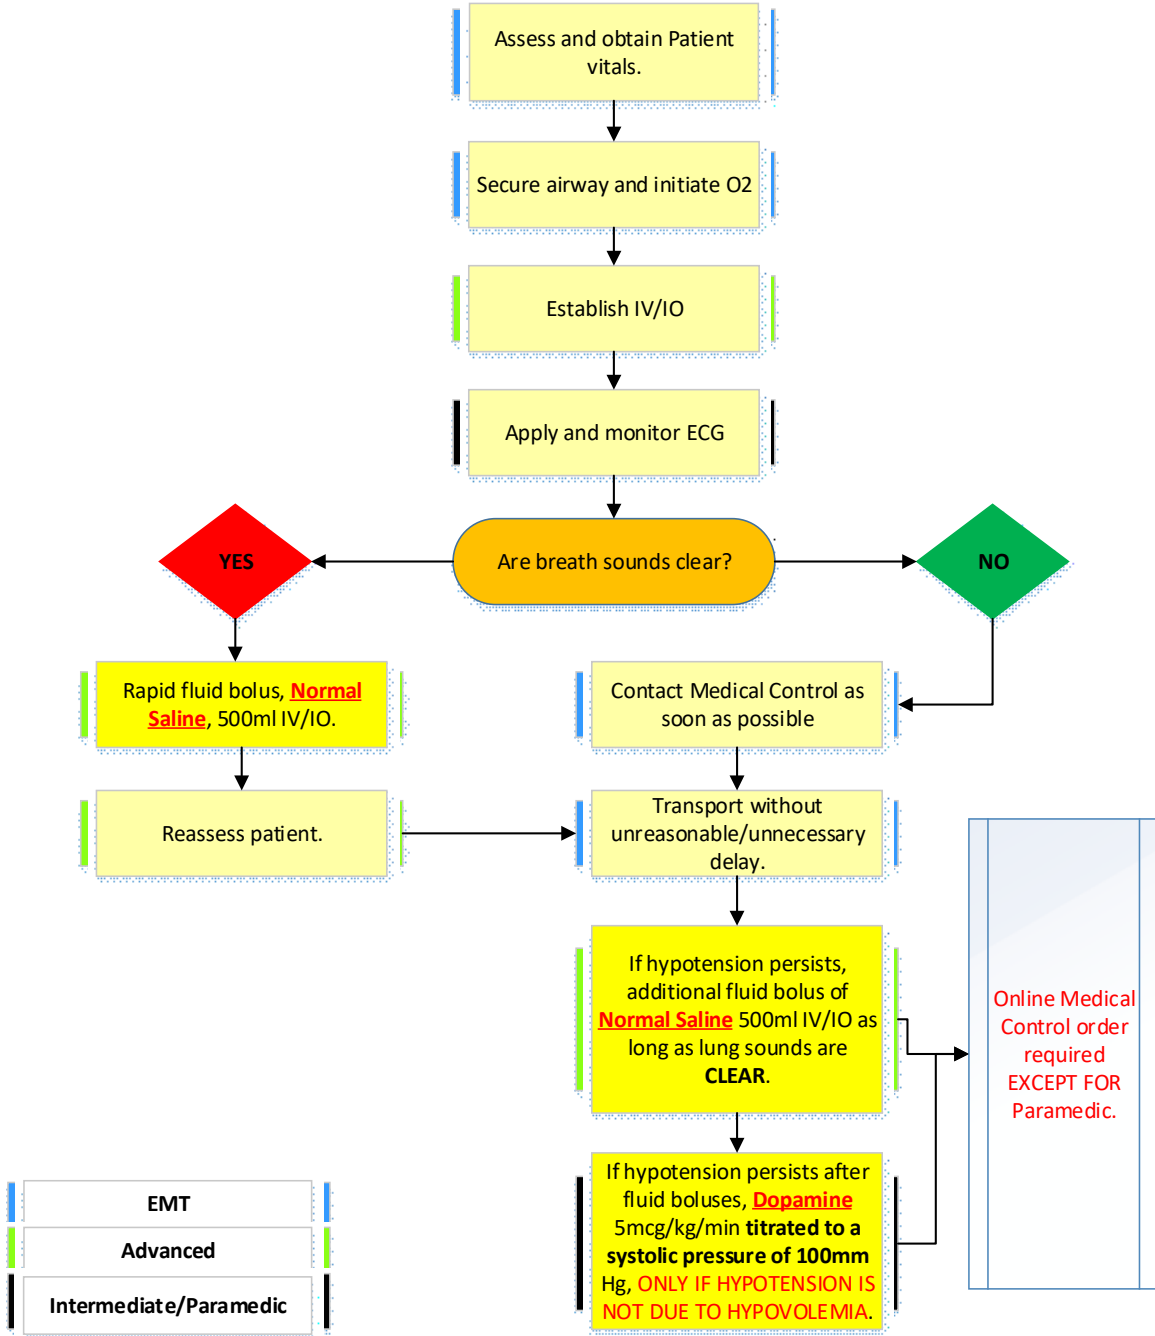 Assess and obtain Patient
vitals.
Secure airway and initiate O2
Establish IV/IO
Apply and monitor ECG
YES
Are breath sounds clear?
NO
Rapid fluid bolus, Normal
Saline, 500ml IV/IO.
Contact Medical Control as
soon as possible
Reassess patient.
Transport without
unreasonable/unnecessary
delay.
If hypotension persists,
additional fluid bolus of
Normal Saline 500ml IV/IO as
long as lung sounds are
CLEAR.
Online Medical
Control order
required
EXCEPT FOR
Paramedic.
If hypotension persists after
fluid boluses, Dopamine
5mcg/kg/min titrated to a
systolic pressure of 100mm
Hg, ONLY IF HYPOTENSION IS
NOT DUE TO HYPOVOLEMIA.
EMT
Advanced
Intermediate/Paramedic